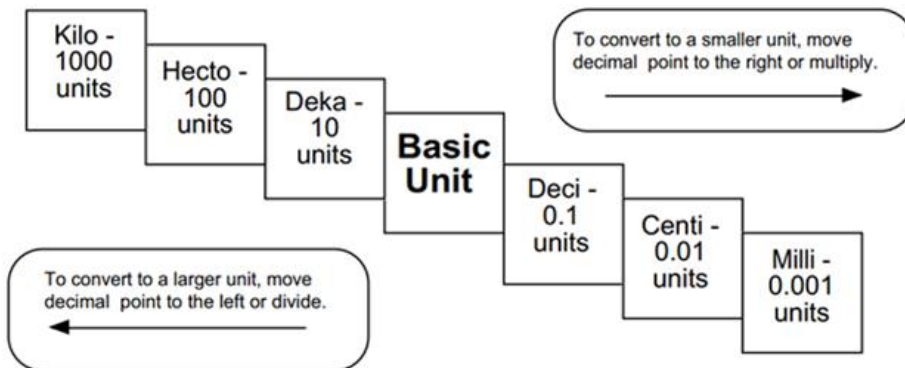 Kilo -
1000
units
Hecto -
100
units
Deka -
10
units
Basic
Unit
Deci -
0.1
units
Centi -
0.01
units
Milli -
0.001
units
To convert to a smaller unit, move
decimal point to the right or multiply.
To convert to a larger unit, move
decimal point to the left or divide.